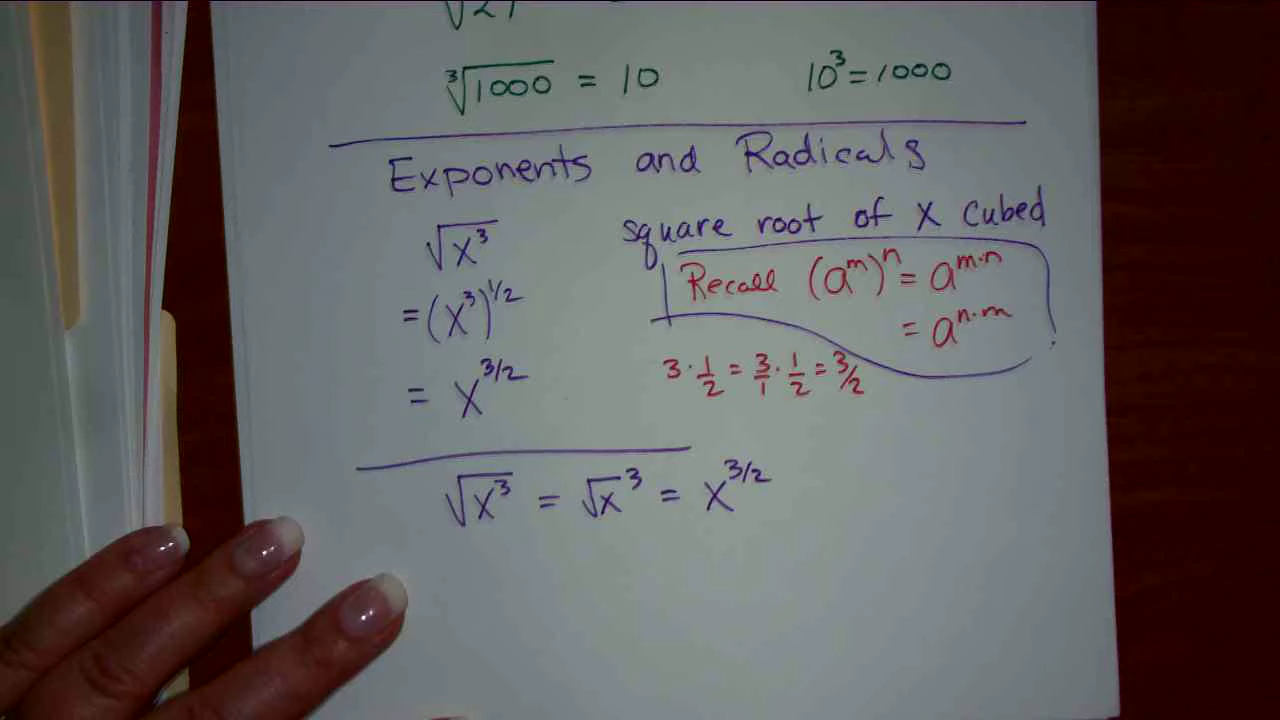 ∛1000 = 10    10³ = 1000
Exponents and Radicals
√x³    square root of x cubed
= (x³)^1/2    Recall (a^m)^n = a^m·n
= a^n·m
= x^3/2    3 · 1/2 = 3/1 · 1/2 = 3/2
√x³ = √x ³ = x^3/2